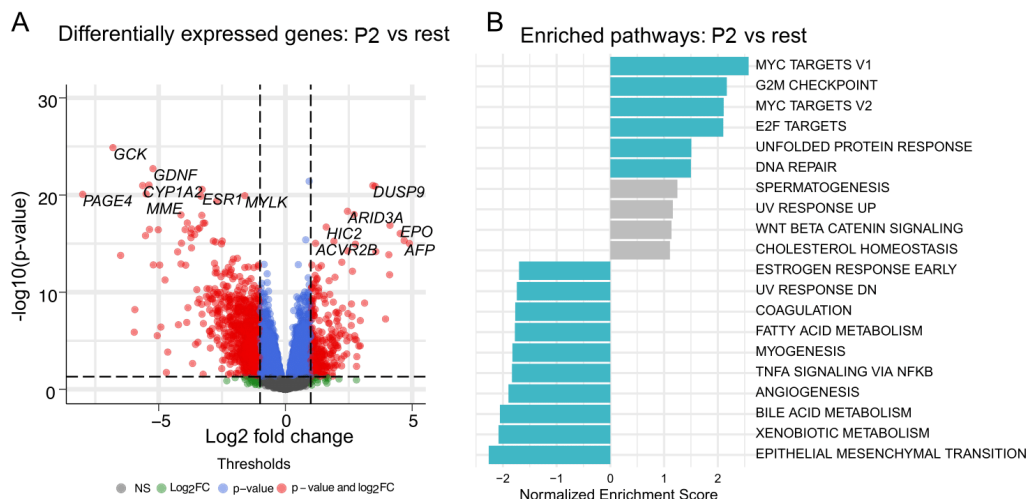 A
Differentially expressed genes: P2 vs rest
30
20
10
0
-log10(p-value)
GCK
GDNF
CYP1A2
PAGE4
MME
ESR1
MYLK
DUSP9
ARID3A
HIC2
EPO
ACVR2B
AFP
−5
0
5
Log2 fold change
Thresholds
NS
Log2FC
p-value
p-value and log2FC
B
Enriched pathways: P2 vs rest
MYC TARGETS V1
G2M CHECKPOINT
MYC TARGETS V2
E2F TARGETS
UNFOLDED PROTEIN RESPONSE
DNA REPAIR
SPERMATOGENESIS
UV RESPONSE UP
WNT BETA CATENIN SIGNALING
CHOLESTEROL HOMEOSTASIS
ESTROGEN RESPONSE EARLY
UV RESPONSE DN
COAGULATION
FATTY ACID METABOLISM
MYOGENESIS
TNFA SIGNALING VIA NFKB
ANGIOGENESIS
BILE ACID METABOLISM
XENOBIOTIC METABOLISM
EPITHELIAL MESENCHYMAL TRANSITION
−2
−1
0
1
2
Normalized Enrichment Score